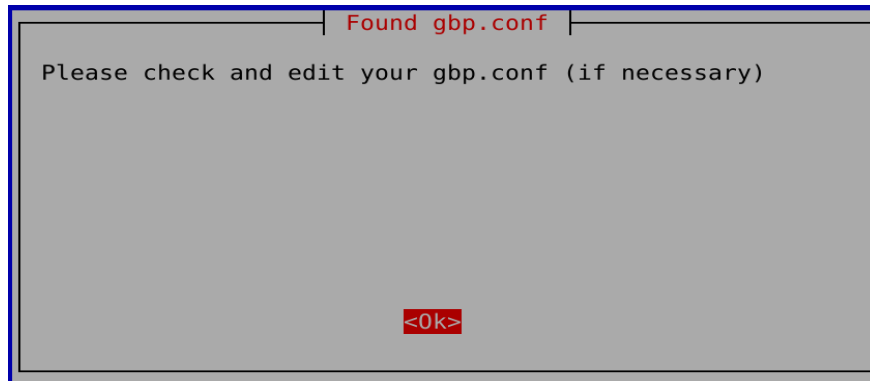 Found gbp.conf
Please check and edit your gbp.conf (if necessary)
<Ok>